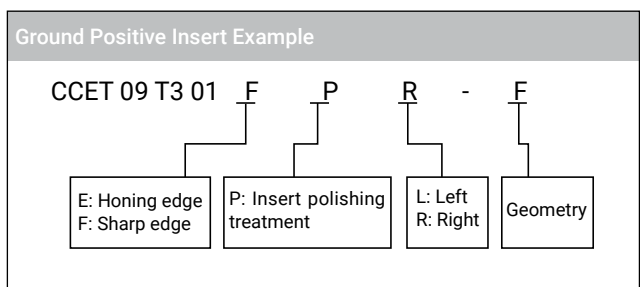 Ground Positive Insert Example
CCET 09 T3 01 F P R - F
E: Honing edge
F: Sharp edge
P: Insert polishing
treatment
L: Left
R: Right
Geometry